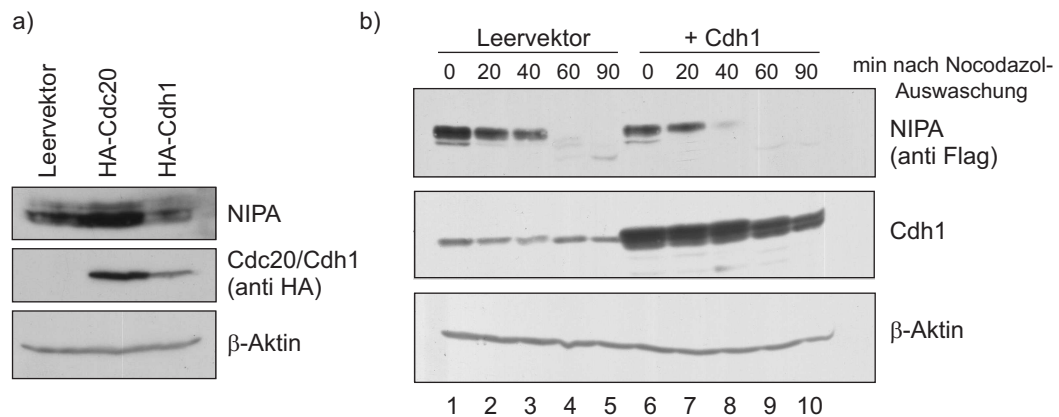 a)
Leervektor
HA-Cdc20
HA-Cdh1
NIPA
Cdc20/Cdh1
(anti HA)
β-Aktin
b)
Leervektor
+ Cdh1
0 20 40 60 90 0 20 40 60 90
min nach Nocodazol-
Auswaschung
NIPA
(anti Flag)
Cdh1
β-Aktin
1 2 3 4 5 6 7 8 9 10